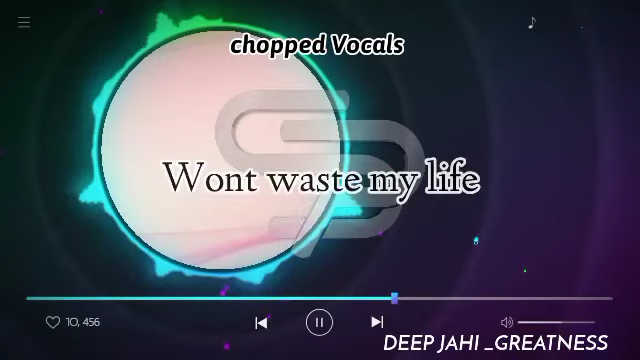 chopped Vocals
Wont waste my life
10, 456
DEEP JAHI _GREATNESS